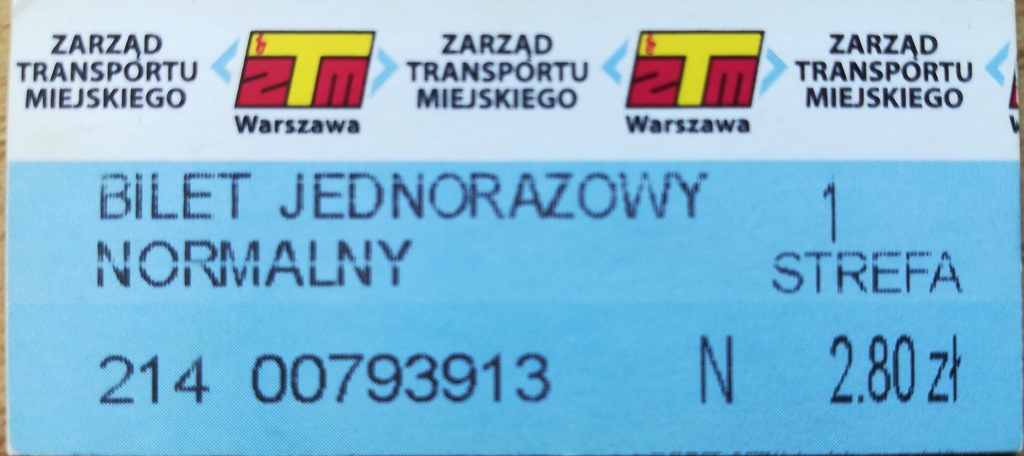 ZARZĄD
TRANSPORTU
MIEJSKIEGO
ZTM
Warszawa
ZARZĄD
TRANSPORTU
MIEJSKIEGO
ZTM
Warszawa
ZARZĄD
TRANSPORTU
MIEJSKIEGO
BILET JEDNORAZOWY
NORMALNY
1
STREFA
214 00793913 N 2.80 zł